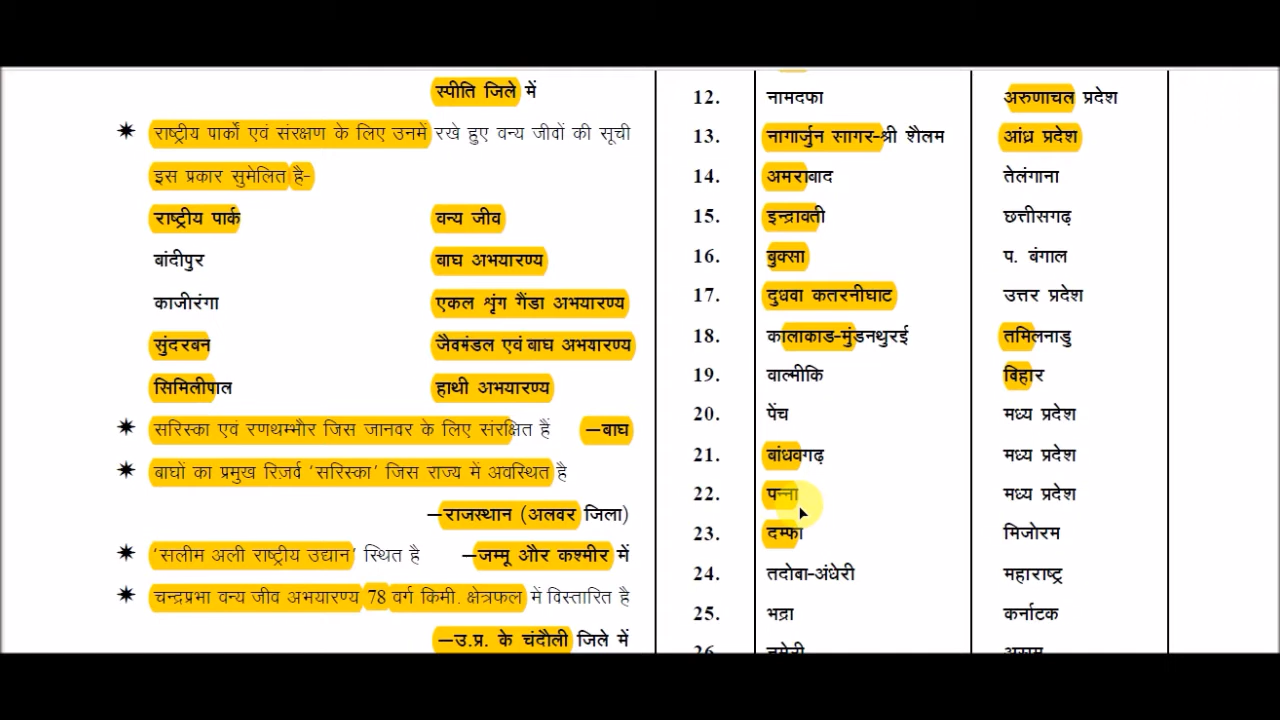 स्पीति जिले में
✷ राष्ट्रीय पार्कों एवं संरक्षण के लिए उनमें रखे हुए वन्य जीवों की सूची
इस प्रकार सुमेलित है-
राष्ट्रीय पार्क वन्य जीव
बांदीपुर बाघ अभयारण्य
काजीरंगा एकल शृंग गैंडा अभयारण्य
सुंदरबन जैवमंडल एवं बाघ अभयारण्य
सिमिलीपाल हाथी अभयारण्य
✷ सरिस्का एवं रणथम्भौर जिस जानवर के लिए संरक्षित हैं –बाघ
✷ बाघों का प्रमुख रिज़र्व 'सरिस्का' जिस राज्य में अवस्थित है
–राजस्थान (अलवर जिला)
✷ 'सलीम अली राष्ट्रीय उद्यान' स्थित है –जम्मू और कश्मीर में
✷ चन्द्रप्रभा वन्य जीव अभयारण्य 78 वर्ग किमी. क्षेत्रफल में विस्तारित है
–उ.प्र. के चंदौली जिले में
12. नामदफा अरुणाचल प्रदेश
13. नागार्जुन सागर-श्री शैलम आंध्र प्रदेश
14. अमराबाद तेलंगाना
15. इन्द्रावती छत्तीसगढ़
16. बुक्सा प. बंगाल
17. दुधवा कतरनीघाट उत्तर प्रदेश
18. कालाकाड-मुंडनथुरई तमिलनाडु
19. वाल्मीकि बिहार
20. पेंच मध्य प्रदेश
21. बांधवगढ़ मध्य प्रदेश
22. पन्ना मध्य प्रदेश
23. दम्फा मिजोरम
24. तदोबा-अंधेरी महाराष्ट्र
25. भद्रा कर्नाटक